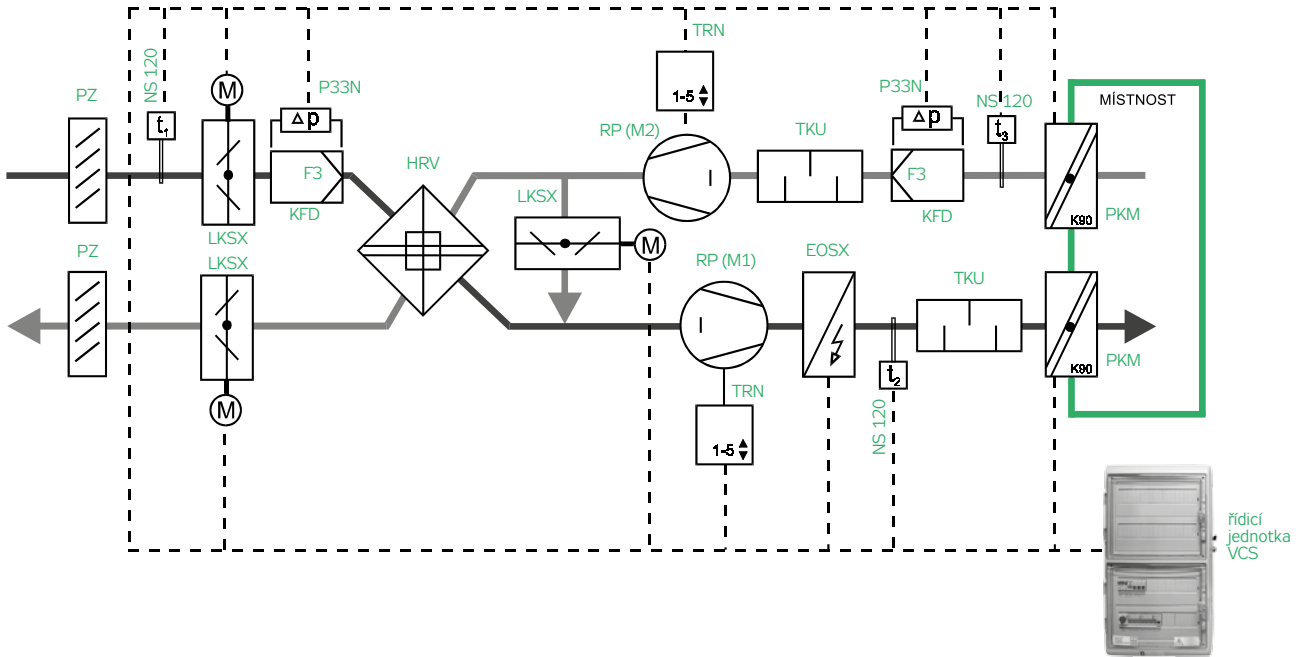 TRN
P33N
P33N
NS 120
NS 120
PZ
M
1-5
Δp
Δp
MÍSTNOST
t1
RP (M2)
TKU
t3
HRV
F3
F3
LKSX
KFD
KFD
K90
PKM
LKSX
PZ
LKSX
M
RP (M1)
EOSX
TKU
K90
PKM
t2
TRN
M
NS 120
1-5
řídicí
jednotka
VCS